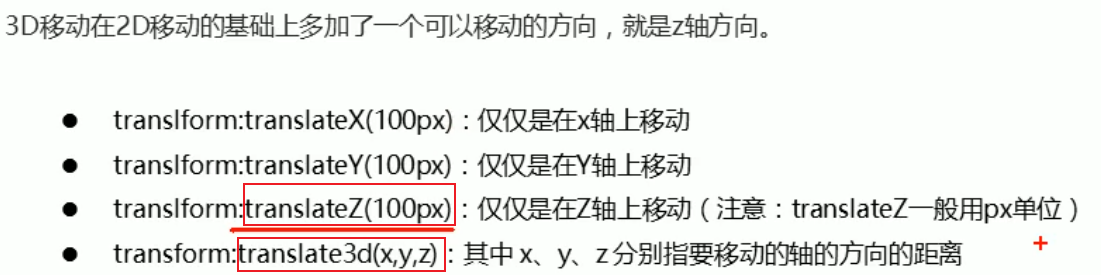 3D移动在2D移动的基础上多加了一个可以移动的方向，就是z轴方向。
● translform:translateX(100px)：仅仅是在x轴上移动
● translform:translateY(100px)：仅仅是在Y轴上移动
● translform:translateZ(100px)：仅仅是在Z轴上移动（注意：translateZ一般用px单位）
● transform:translate3d(x,y,z)：其中 x、y、z 分别指要移动的轴的方向的距离